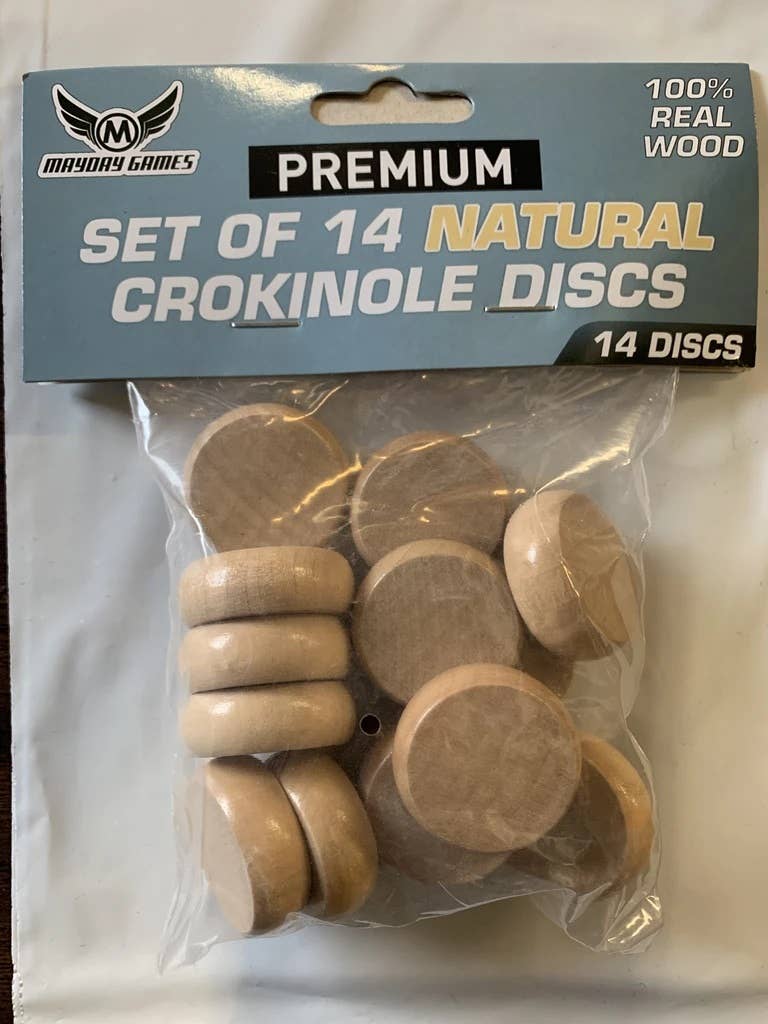 M
MAYDAY GAMES
100%
REAL
WOOD
PREMIUM
SET OF 14 NATURAL
CROKINOLE DISCS
14 DISCS